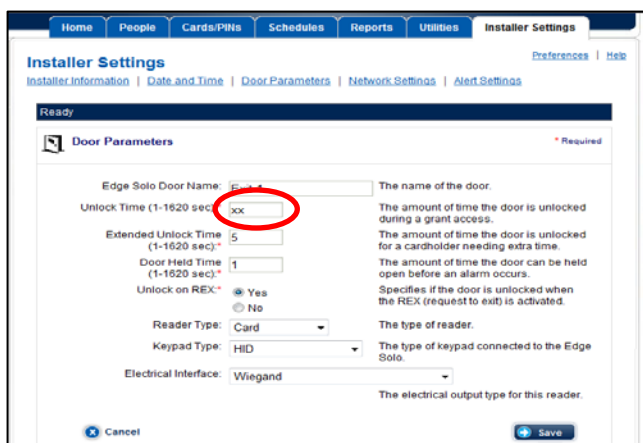 Home People Cards/PINs Schedules Reports Utilities Installer Settings
Preferences | Help
Installer Settings
Installer Information | Date and Time | Door Parameters | Network Settings | Alert Settings
Ready
Door Parameters * Required
Edge Solo Door Name: The name of the door.
Unlock Time (1-1620 sec):* xx The amount of time the door is unlocked
during a grant access.
Extended Unlock Time
(1-1620 sec):* 5 The amount of time the door is unlocked
for a cardholder needing extra time.
Door Held Time
(1-1620 sec):* 1 The amount of time the door can be held
open before an alarm occurs.
Unlock on REX:* Yes Specifies if the door is unlocked when
No the REX (request to exit) is activated.
Reader Type: Card The type of reader.
Keypad Type: HID The type of keypad connected to the Edge
Solo.
Electrical Interface: Wiegand
The electrical output type for this reader.
Cancel Save